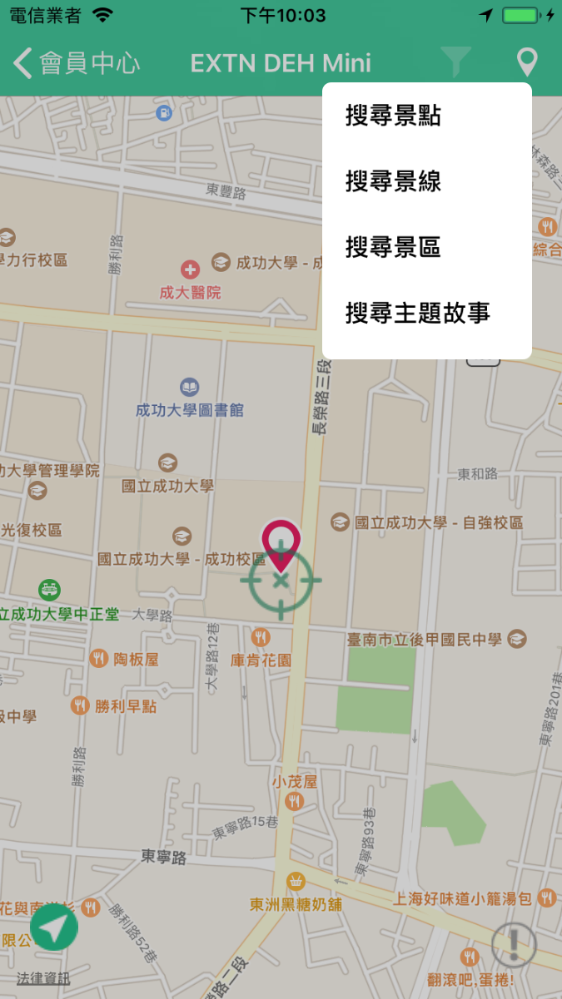 電信業者
下午10:03
會員中心
EXTN DEH Mini
搜尋景點
搜尋景線
搜尋景區
搜尋主題故事
東豐路
林森路三
勝利路
學力行校區
成功大學 - 成
綜合
成大醫院
成功大學圖書館
長榮路三段
功大學管理學院
國立成功大學
東和路
光復校區
國立成功大學 - 自強校區
國立成功大學 - 成功校區
立成功大學中正堂
大學路
臺南市立後甲國民中學
大學路12巷
陶板屋
庫肯花園
勝利早點
級中學
東寧路201巷
勝利路
小茂屋
東寧路15巷
東寧路93巷
東寧路
東洲黑糖奶舖
上海好味道小籠湯包
花與南
勝利路52巷
限公
法律資訊
路二段
翻滾吧,蛋捲!